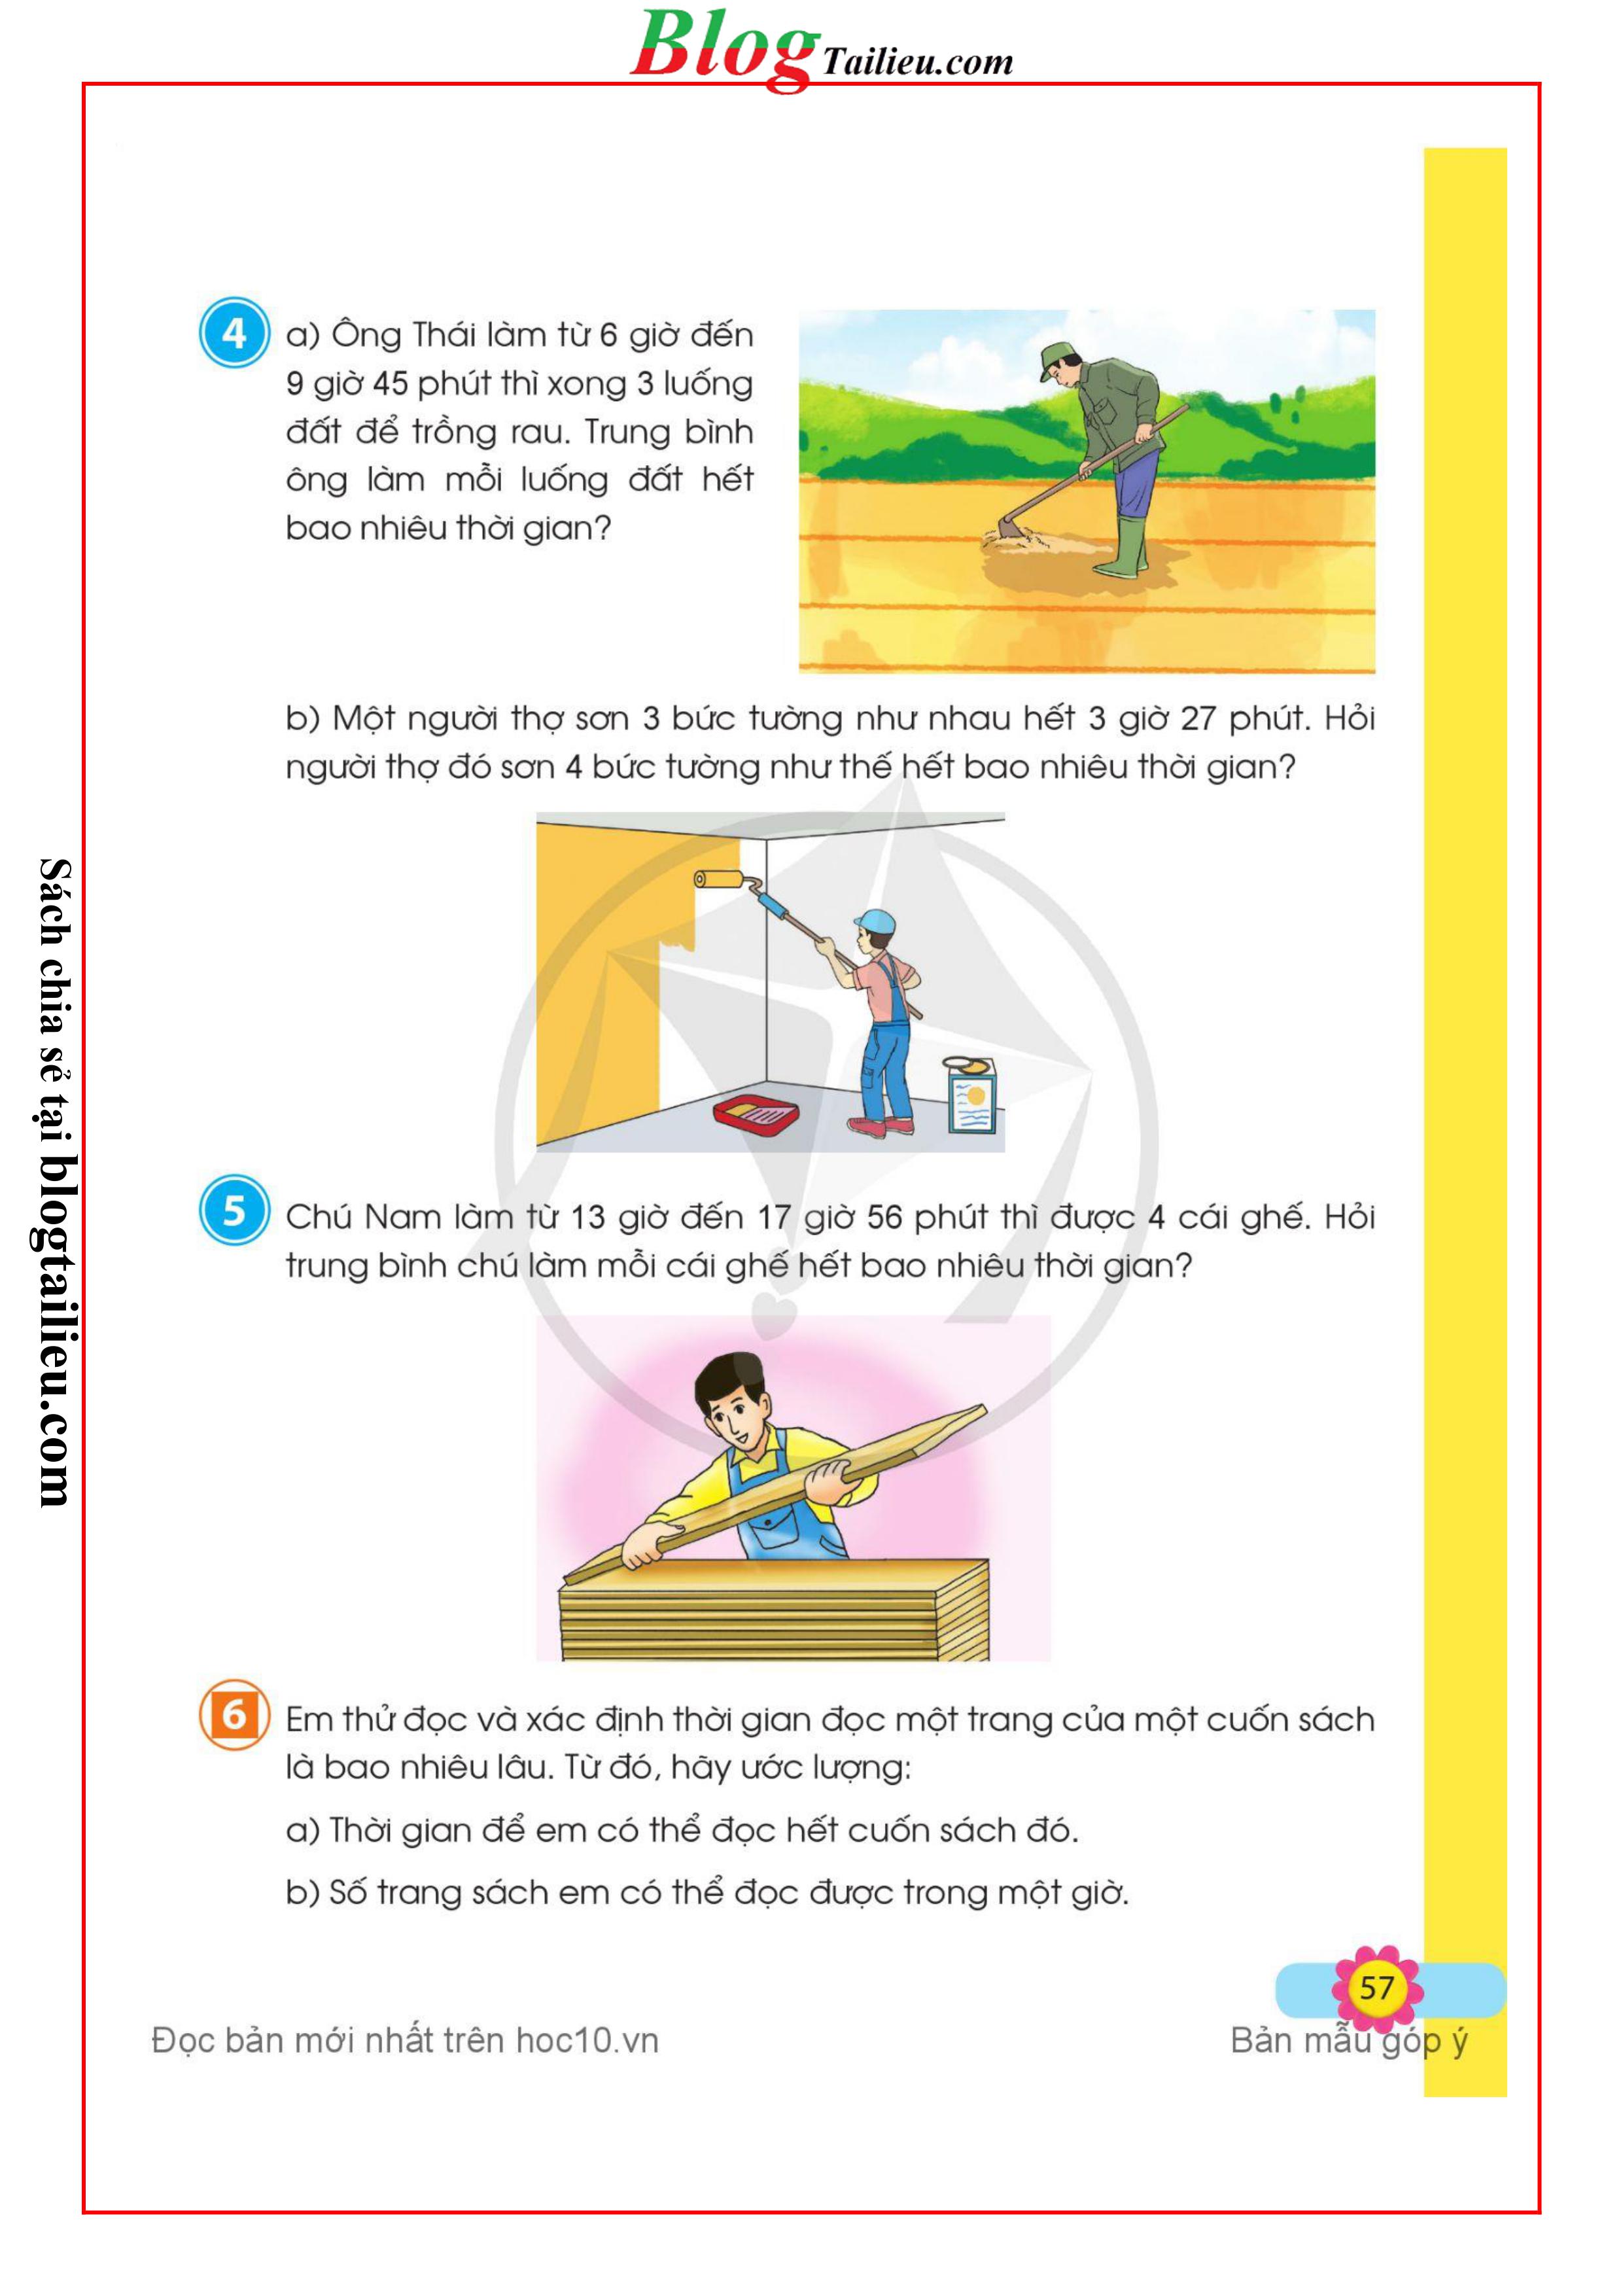 Blog Tailieu.com
4 a) Ông Thái làm từ 6 giờ đến
9 giờ 45 phút thì xong 3 luống
đất để trồng rau. Trung bình
ông làm mỗi luống đất hết
bao nhiêu thời gian?
b) Một người thợ sơn 3 bức tường như nhau hết 3 giờ 27 phút. Hỏi
người thợ đó sơn 4 bức tường như thế hết bao nhiêu thời gian?
5 Chú Nam làm từ 13 giờ đến 17 giờ 56 phút thì được 4 cái ghế. Hỏi
trung bình chú làm mỗi cái ghế hết bao nhiêu thời gian?
6 Em thử đọc và xác định thời gian đọc một trang của một cuốn sách
là bao nhiêu lâu. Từ đó, hãy ước lượng:
a) Thời gian để em có thể đọc hết cuốn sách đó.
b) Số trang sách em có thể đọc được trong một giờ.
57
Đọc bản mới nhất trên hoc10.vn Bản mẫu góp ý
Sách chia sẻ tại blogtailieu.com